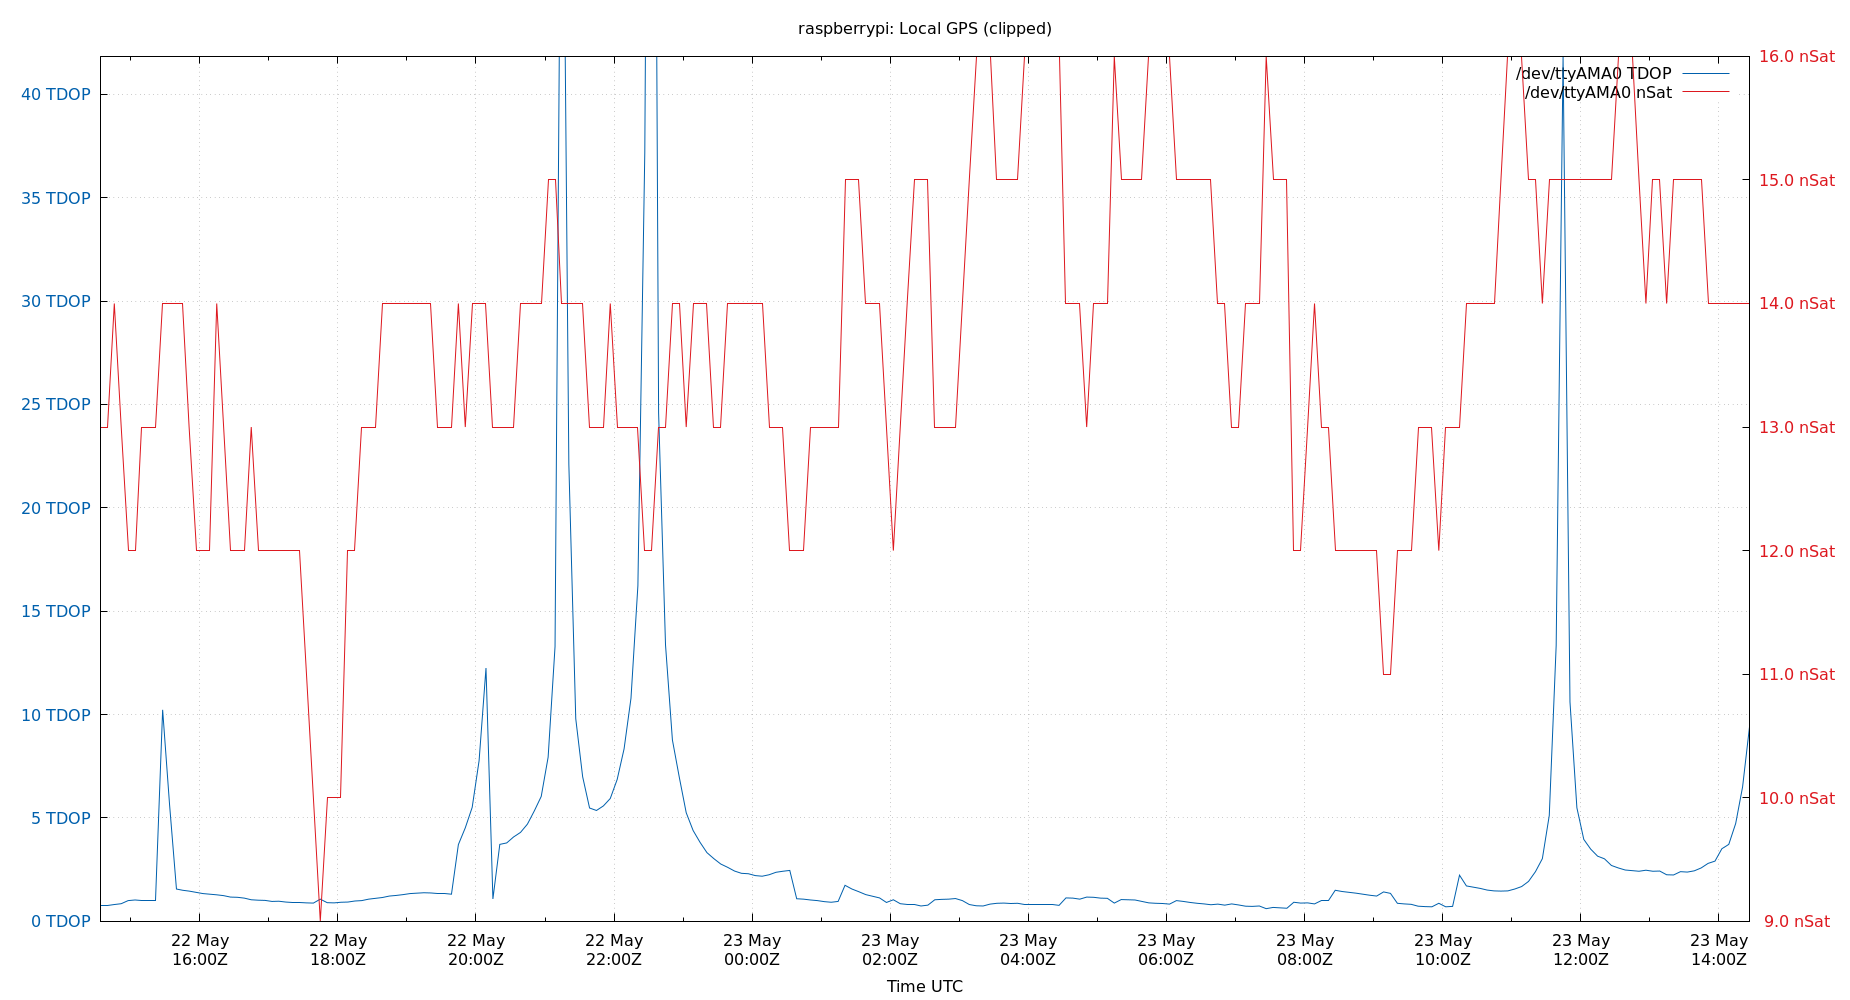 raspberrypi: Local GPS (clipped)
40 TDOP
35 TDOP
30 TDOP
25 TDOP
20 TDOP
15 TDOP
10 TDOP
5 TDOP
0 TDOP
/dev/ttyAMA0 TDOP
/dev/ttyAMA0 nSat
16.0 nSat
15.0 nSat
14.0 nSat
13.0 nSat
12.0 nSat
11.0 nSat
10.0 nSat
9.0 nSat
22 May 22 May 22 May 22 May 23 May 23 May 23 May 23 May 23 May 23 May 23 May 23 May
16:00Z 18:00Z 20:00Z 22:00Z 00:00Z 02:00Z 04:00Z 06:00Z 08:00Z 10:00Z 12:00Z 14:00Z
Time UTC